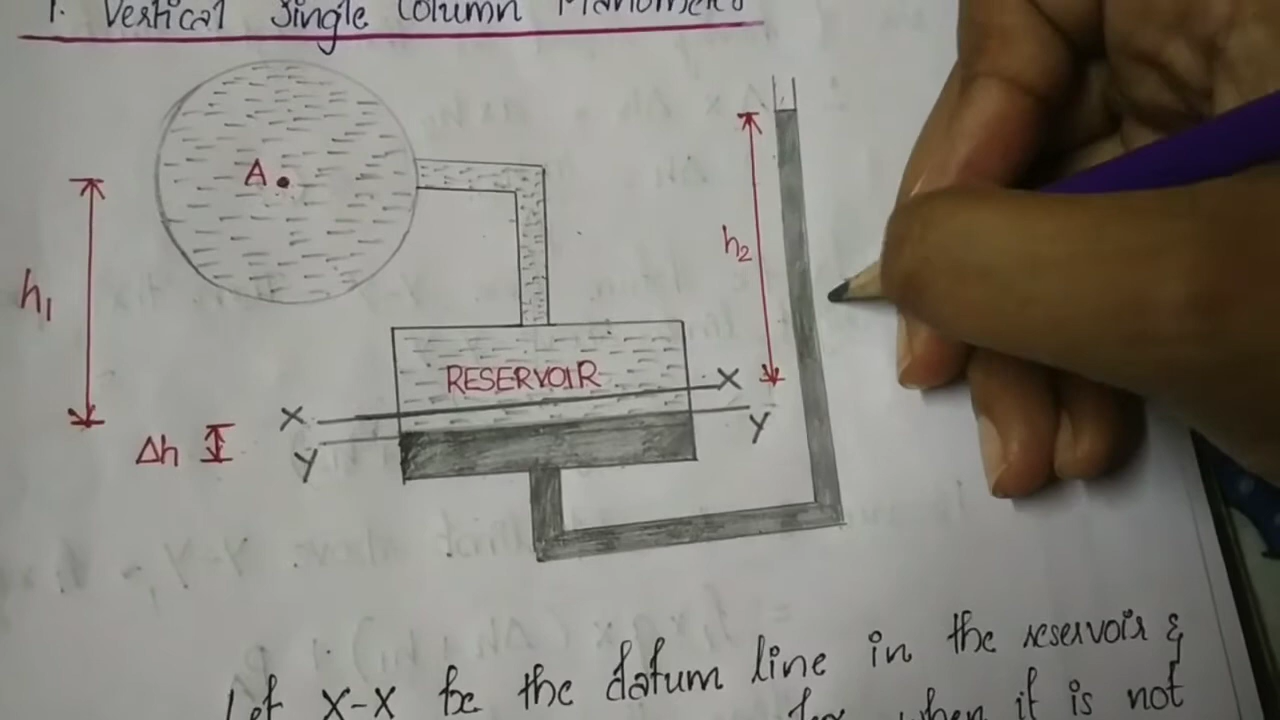 1. Vertical Single Column Manometer
A
h1
h2
RESERVOIR
X
X
Δh
Y
Y
Let X-X be the datum line in the reservoir &
when it is not